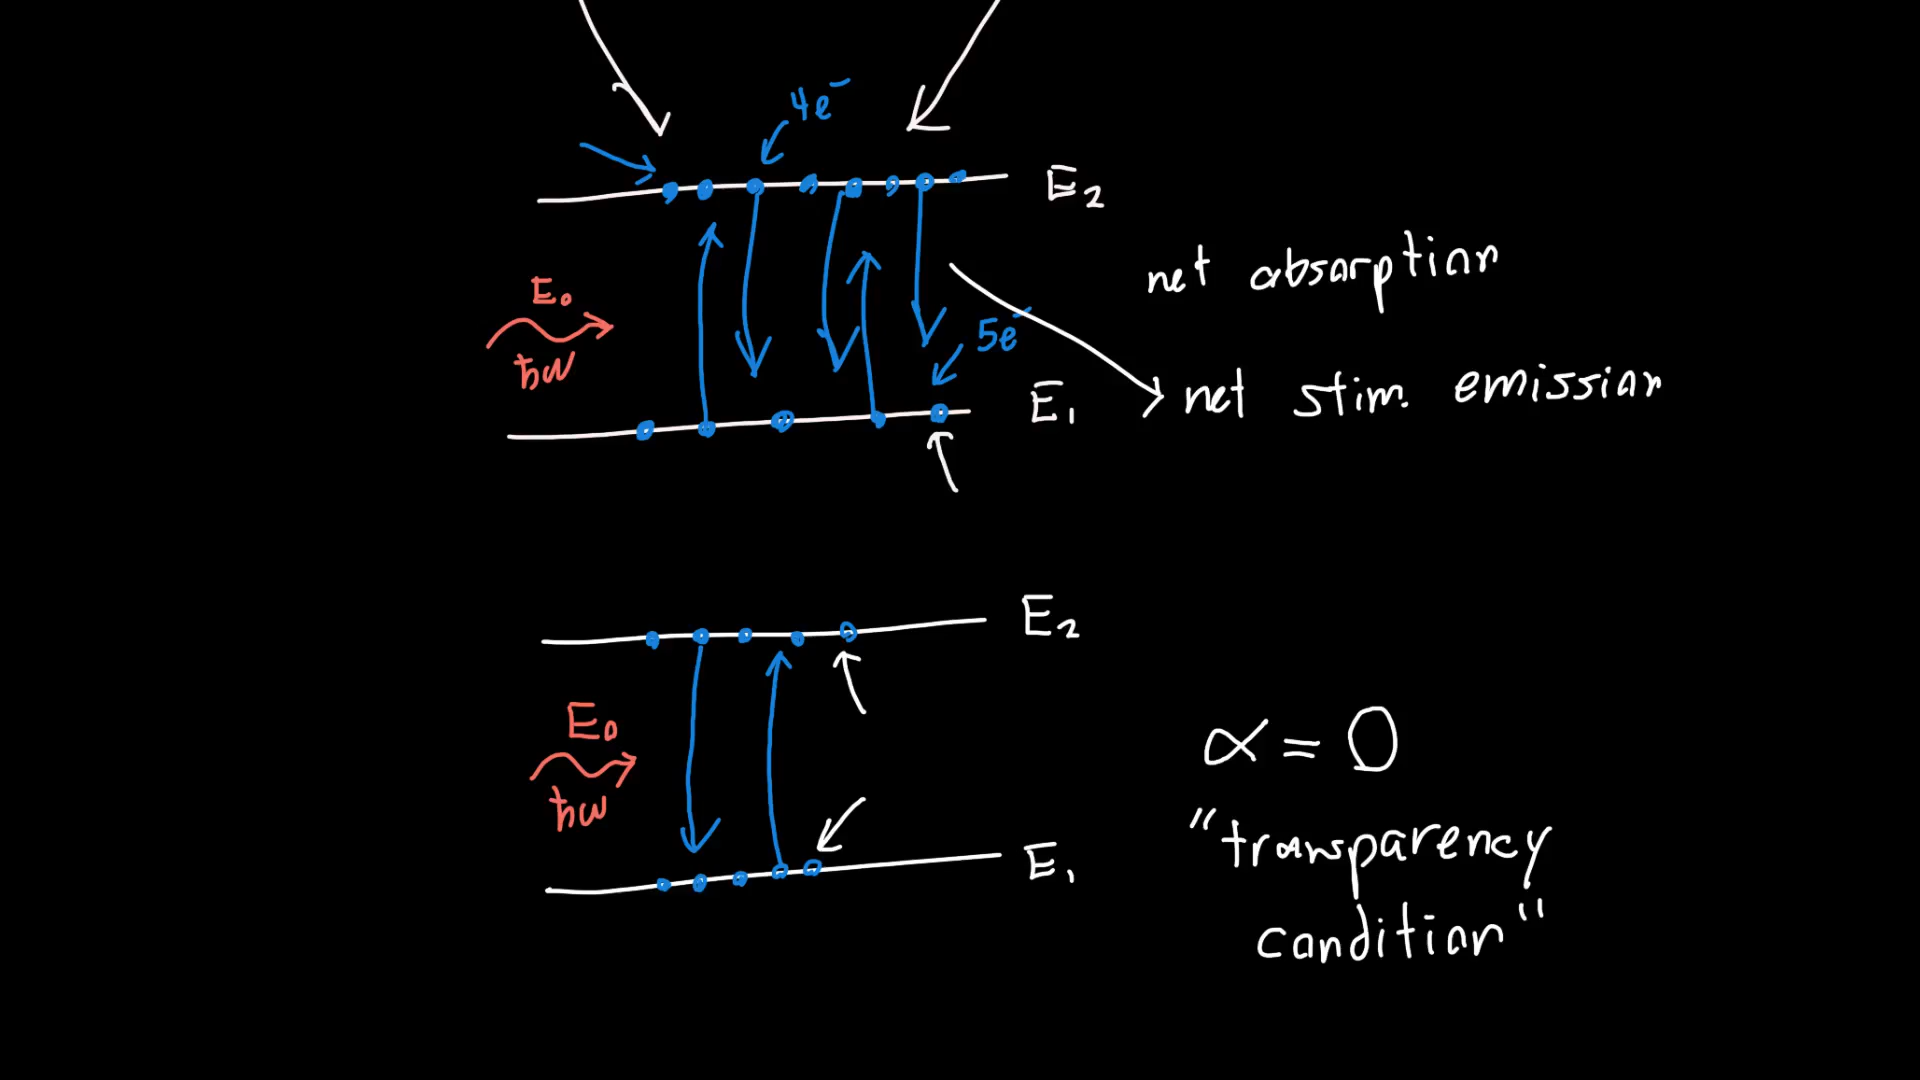 4e⁻
E₂
net absorption
E₀
ħω
5e⁻
E₁
net stim. emission
E₂
E₀
ħω
α = 0
E₁
"transparency
condition"